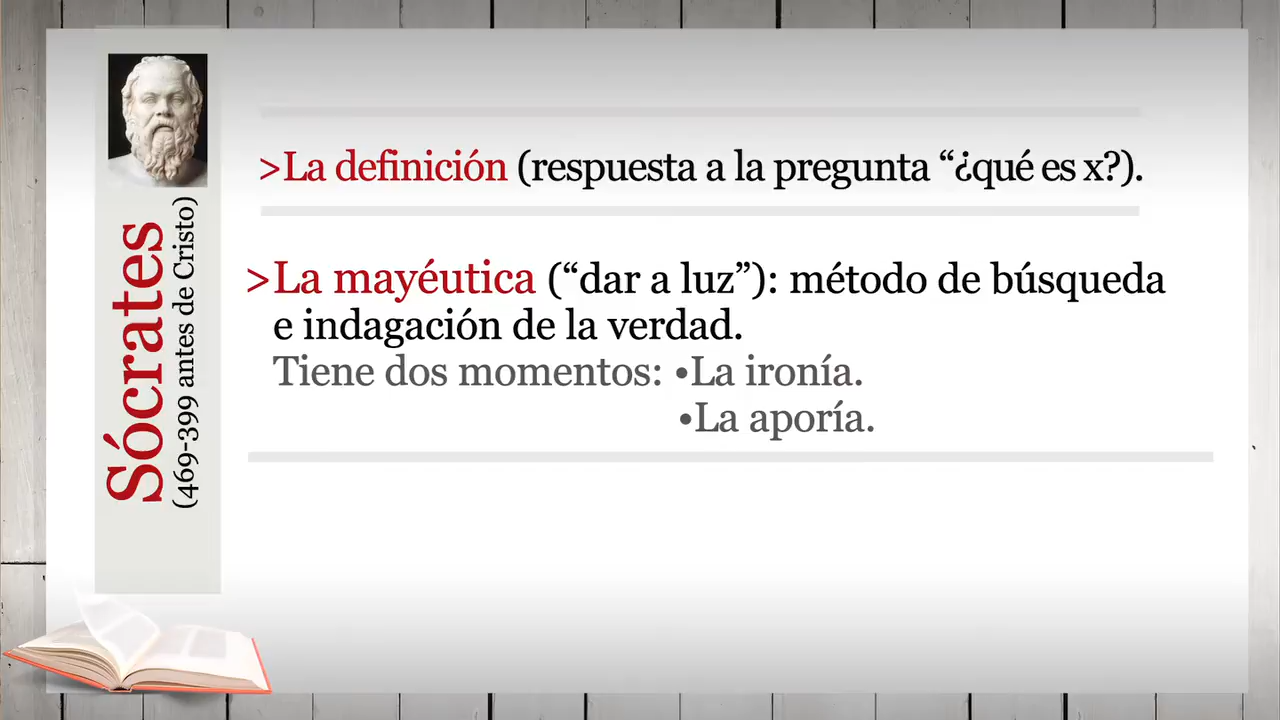 Sócrates
(469-399 antes de Cristo)
>La definición (respuesta a la pregunta “¿qué es x?).
>La mayéutica (“dar a luz”): método de búsqueda
e indagación de la verdad.
Tiene dos momentos: •La ironía.
•La aporía.